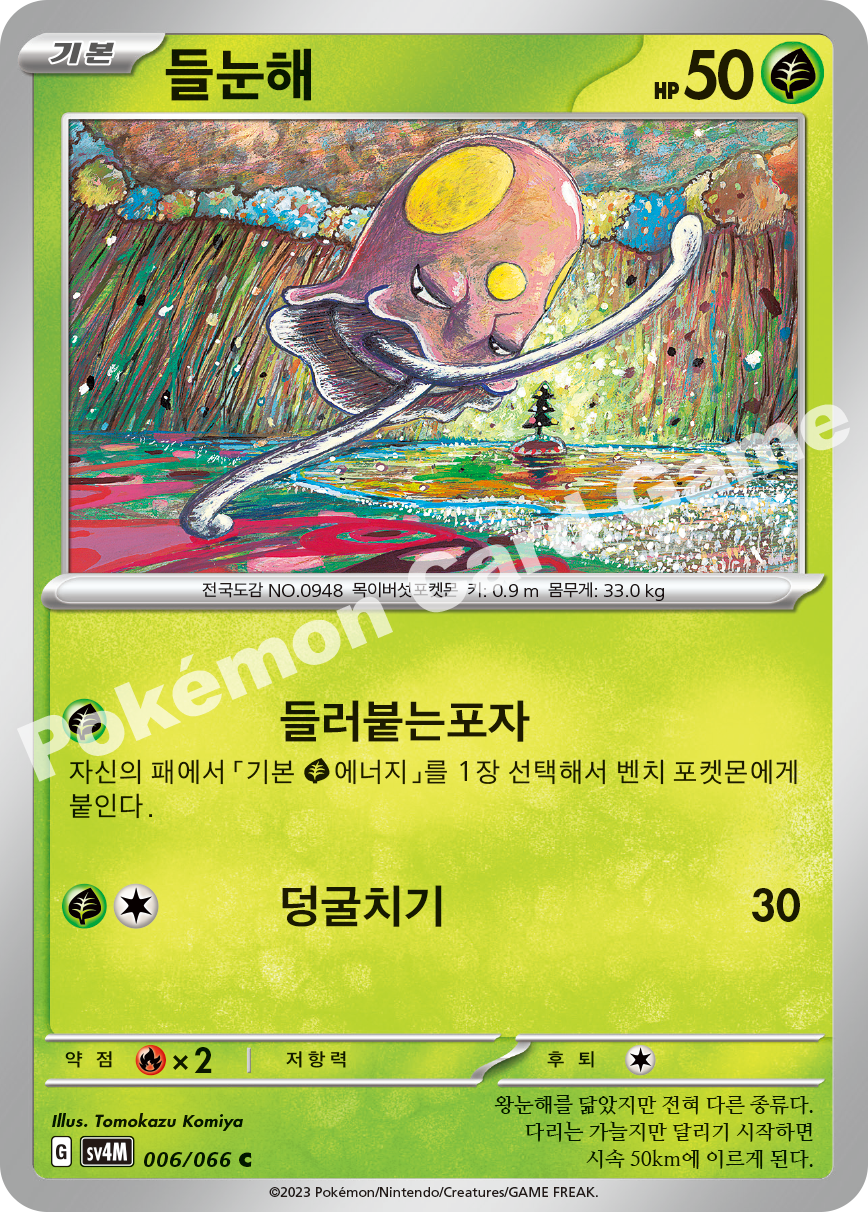 기본
들눈해
HP 50
전국도감 NO.0948 목이버섯포켓몬 키: 0.9 m 몸무게: 33.0 kg
들러붙는포자
자신의 패에서 「기본 에너지」를 1장 선택해서 벤치 포켓몬에게
붙인다.
덩굴치기 30
약점 ×2 저항력 후퇴
Illus. Tomokazu Komiya
G sv4M 006/066 C
왕눈해를 닮았지만 전혀 다른 종류다.
다리는 가늘지만 달리기 시작하면
시속 50km에 이르게 된다.
©2023 Pokémon/Nintendo/Creatures/GAME FREAK.
Pokémon Card Game